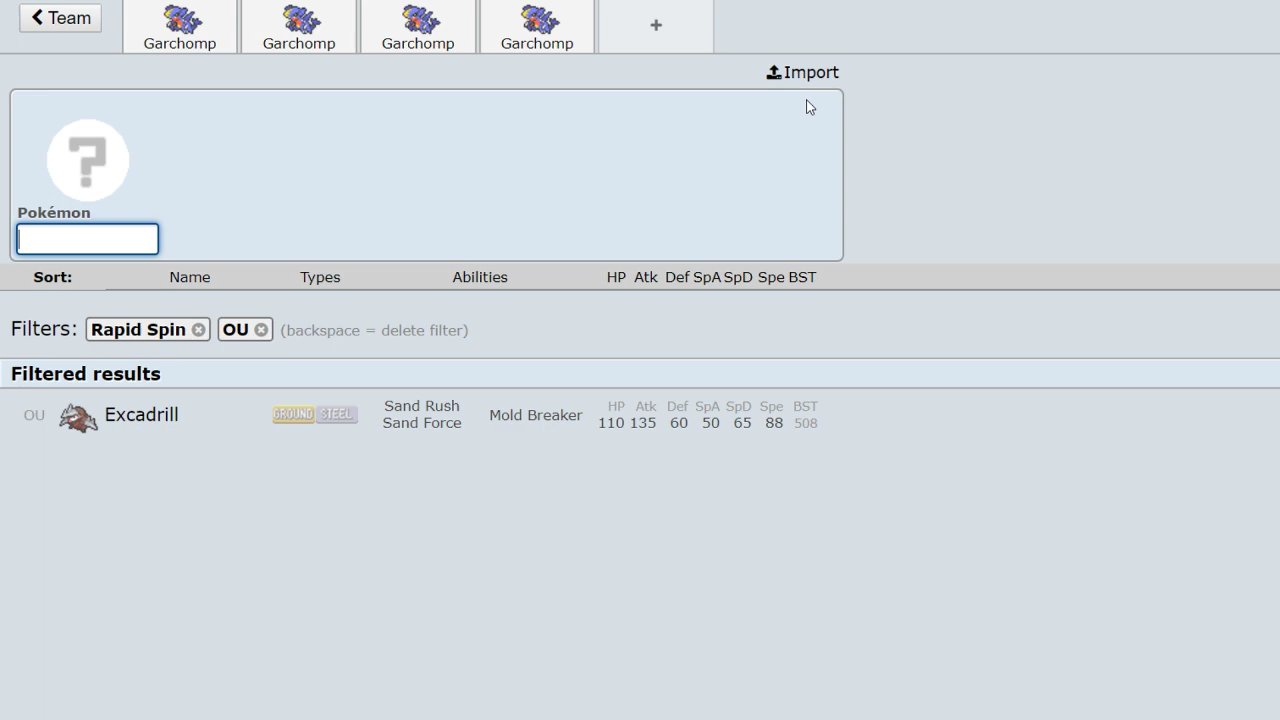 Team
Garchomp Garchomp Garchomp Garchomp +
Import
?
Pokémon
Sort: Name Types Abilities HP Atk Def SpA SpD Spe BST
Filters: Rapid Spin OU (backspace = delete filter)
Filtered results
OU Excadrill GROUND STEEL Sand Rush Sand Force Mold Breaker HP Atk Def SpA SpD Spe BST
110 135 60 50 65 88 508